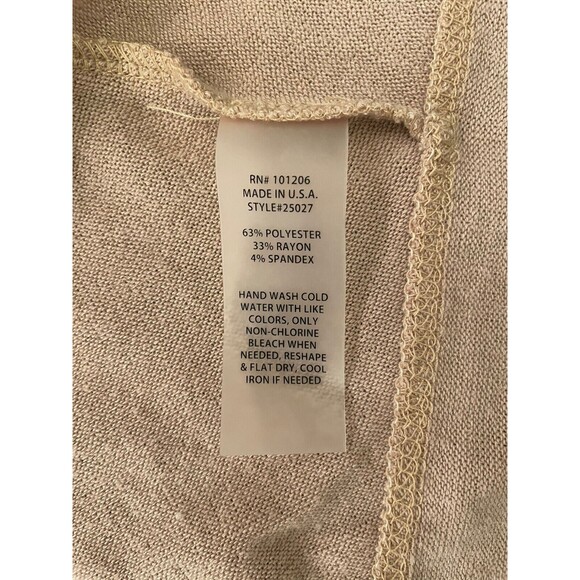 RN# 101206
MADE IN U.S.A.
STYLE#25027
63% POLYESTER
33% RAYON
4% SPANDEX
HAND WASH COLD
WATER WITH LIKE
COLORS, ONLY
NON-CHLORINE
BLEACH WHEN
NEEDED, RESHAPE
& FLAT DRY, COOL
IRON IF NEEDED